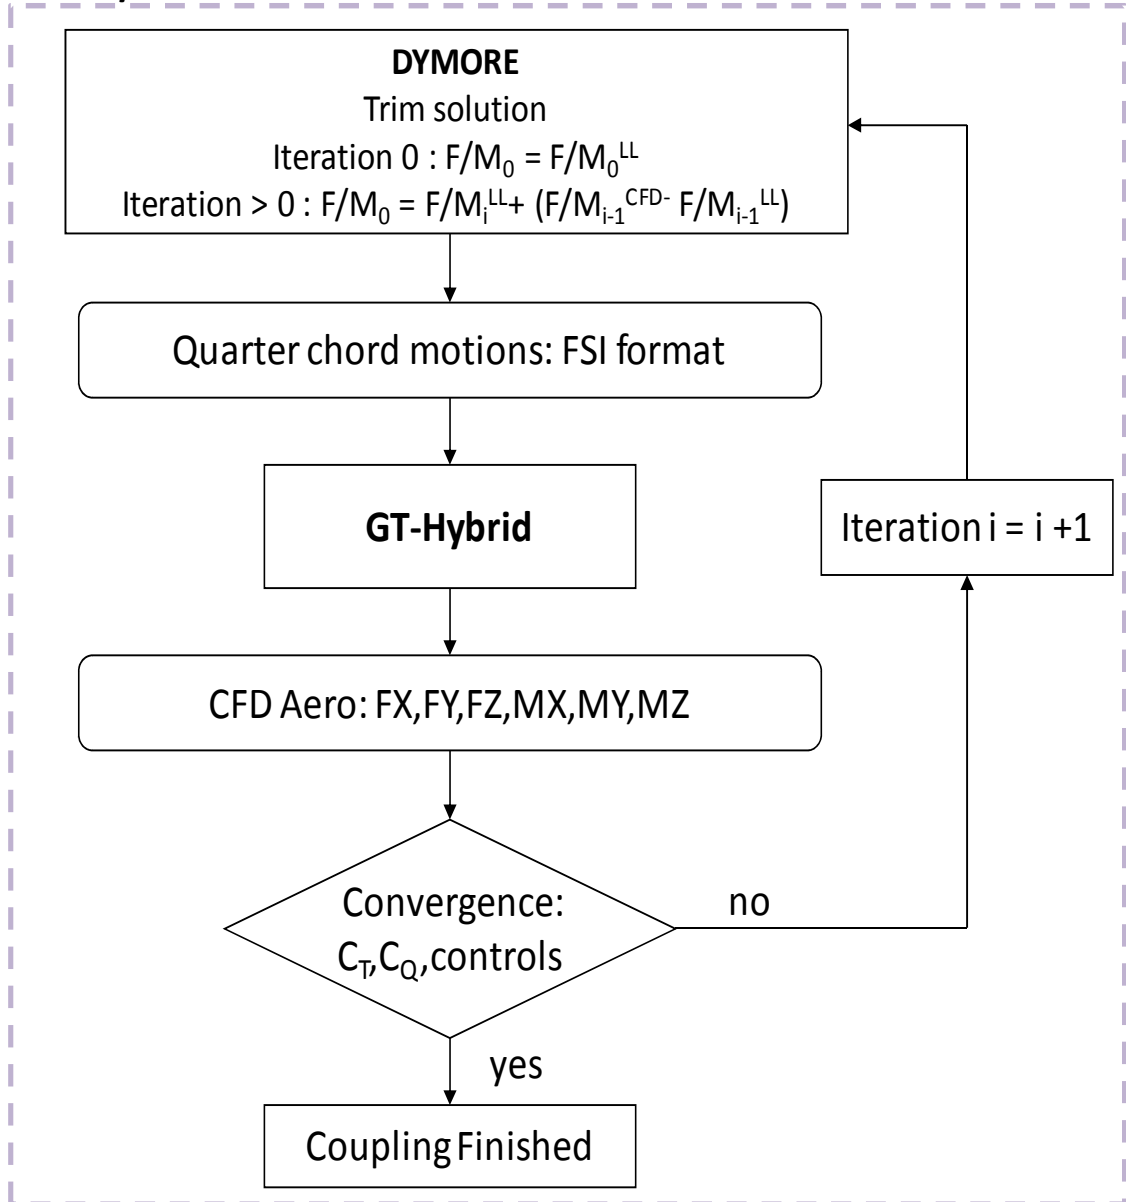 DYMORE
Trim solution
Iteration 0 : F/M₀ = F/M₀ᴸᴸ
Iteration > 0 : F/M₀ = F/Mᵢᴸᴸ+ (F/Mᵢ₋₁ᶜᶠᴰ⁻ F/Mᵢ₋₁ᴸᴸ)
Quarter chord motions: FSI format
GT-Hybrid
Iteration i = i +1
CFD Aero: FX,FY,FZ,MX,MY,MZ
Convergence:
C_T,C_Q,controls
no
yes
Coupling Finished